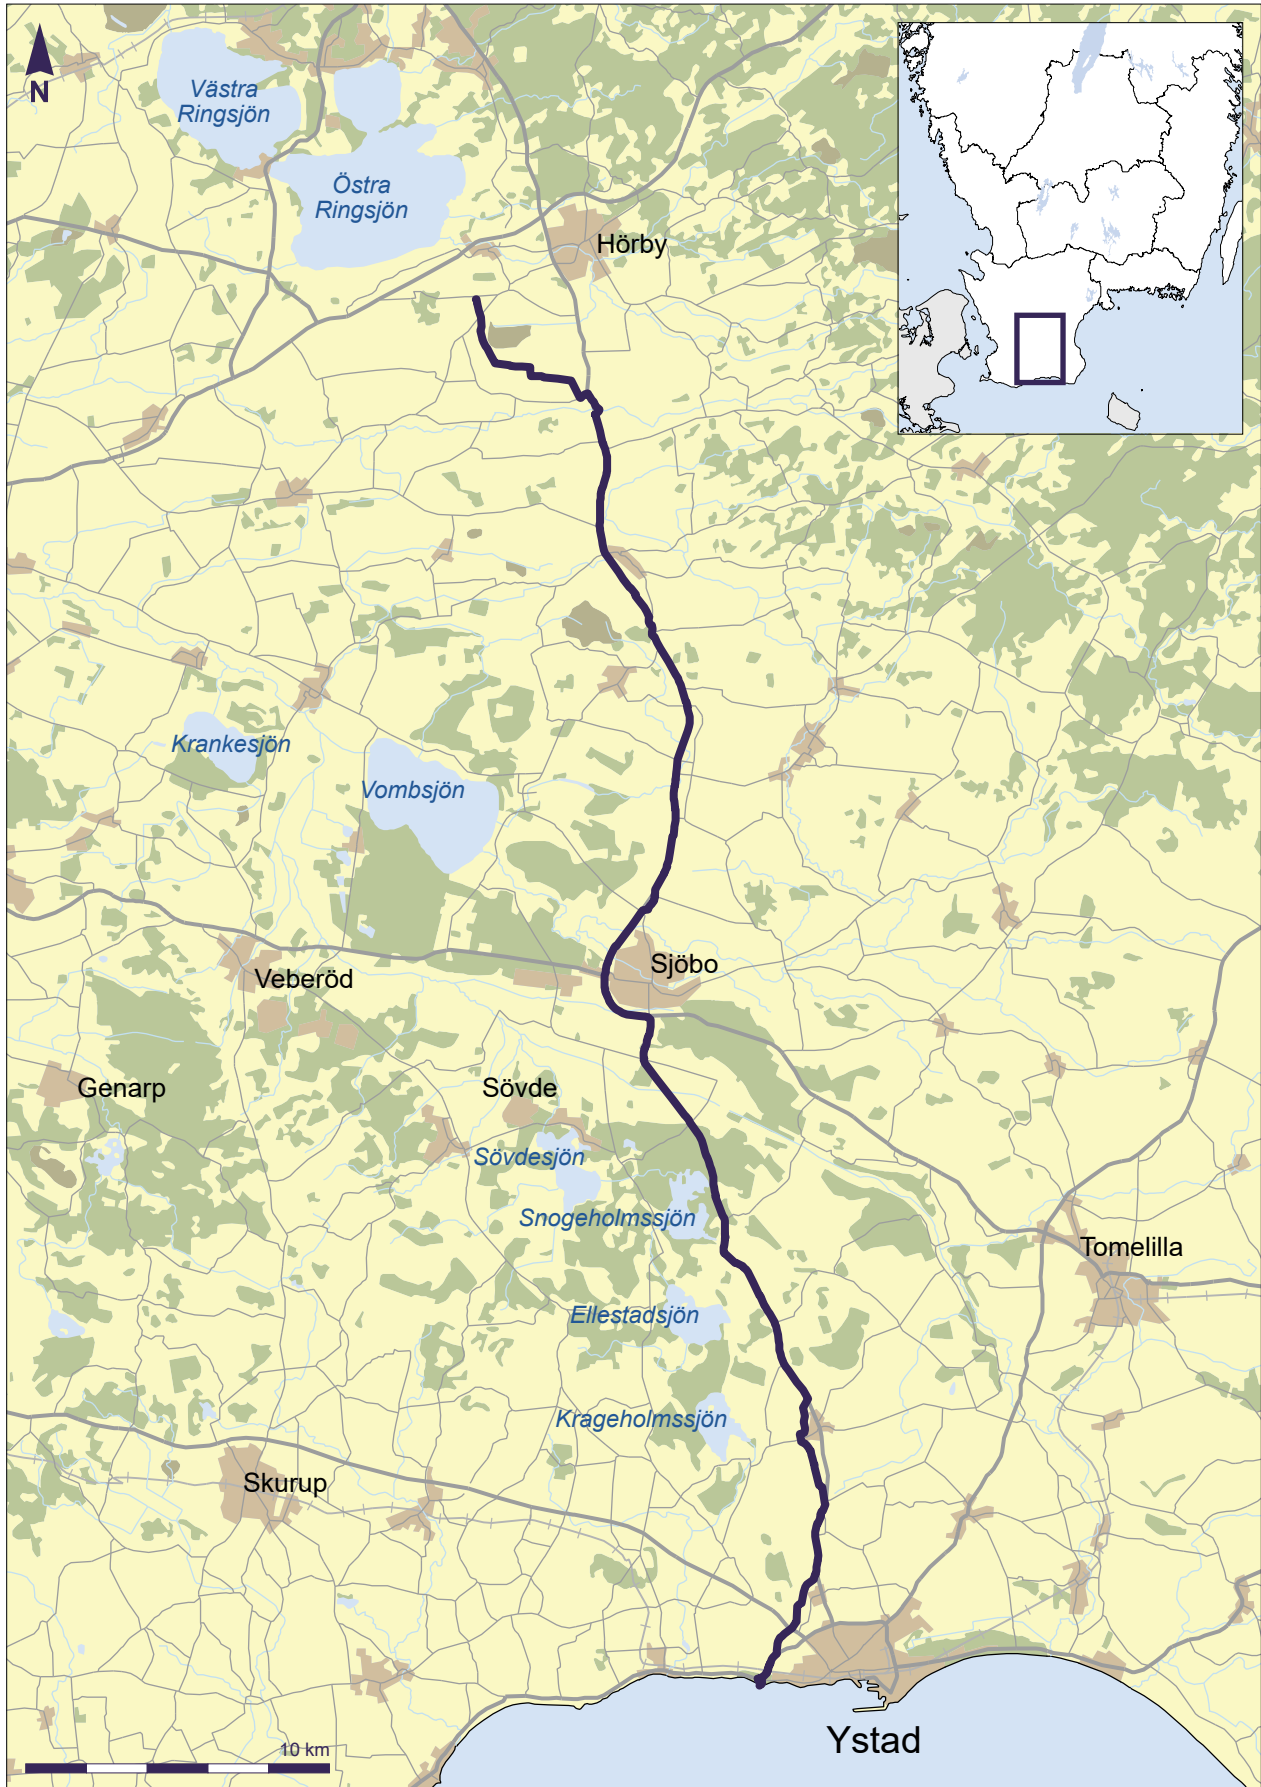 N
Västra
Ringsjön
Östra
Ringsjön
Hörby
Krankesjön
Vombsjön
Sjöbo
Veberöd
Genarp
Sövde
Sövdesjön
Snogeholmssjön
Tomelilla
Ellestadsjön
Krageholmssjön
Skurup
Ystad
10 km